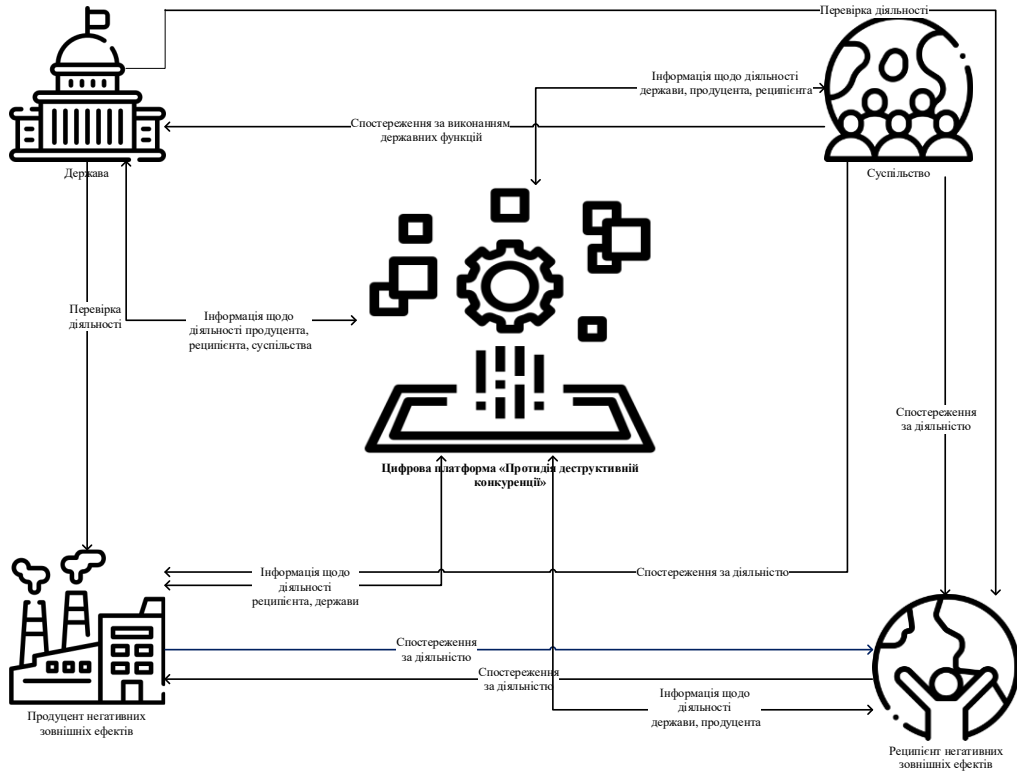 Перевірка діяльності
Інформація щодо діяльності
держави, продуцента, реципієнта
Спостереження за виконанням
державних функцій
Держава
Суспільство
Перевірка
діяльності
Інформація щодо
діяльності продуцента,
реципієнта, суспільства
Спостереження
за діяльністю
Цифрова платформа «Протидія деструктивній
конкуренції»
Інформація щодо
діяльності
реципієнта, держави
Спостереження за діяльністю
Спостереження
за діяльністю
Спостереження
за діяльністю
Інформація щодо
діяльності
держави, продуцента
Продуцент негативних
зовнішніх ефектів
Реципієнт негативних
зовнішніх ефектів